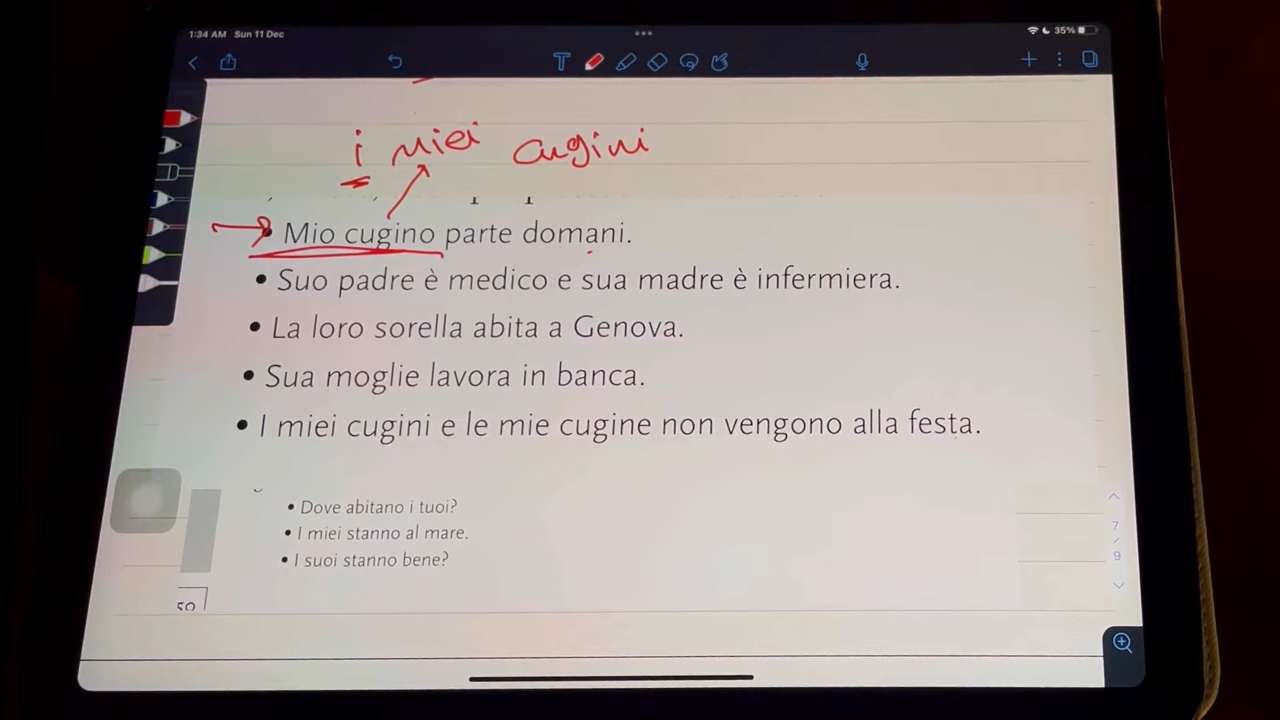 1:34 AM Sun 11 Dec
35%
i miei cugini
• Mio cugino parte domani.
• Suo padre è medico e sua madre è infermiera.
• La loro sorella abita a Genova.
• Sua moglie lavora in banca.
• I miei cugini e le mie cugine non vengono alla festa.
• Dove abitano i tuoi?
• I miei stanno al mare.
• I suoi stanno bene?
7
/
9